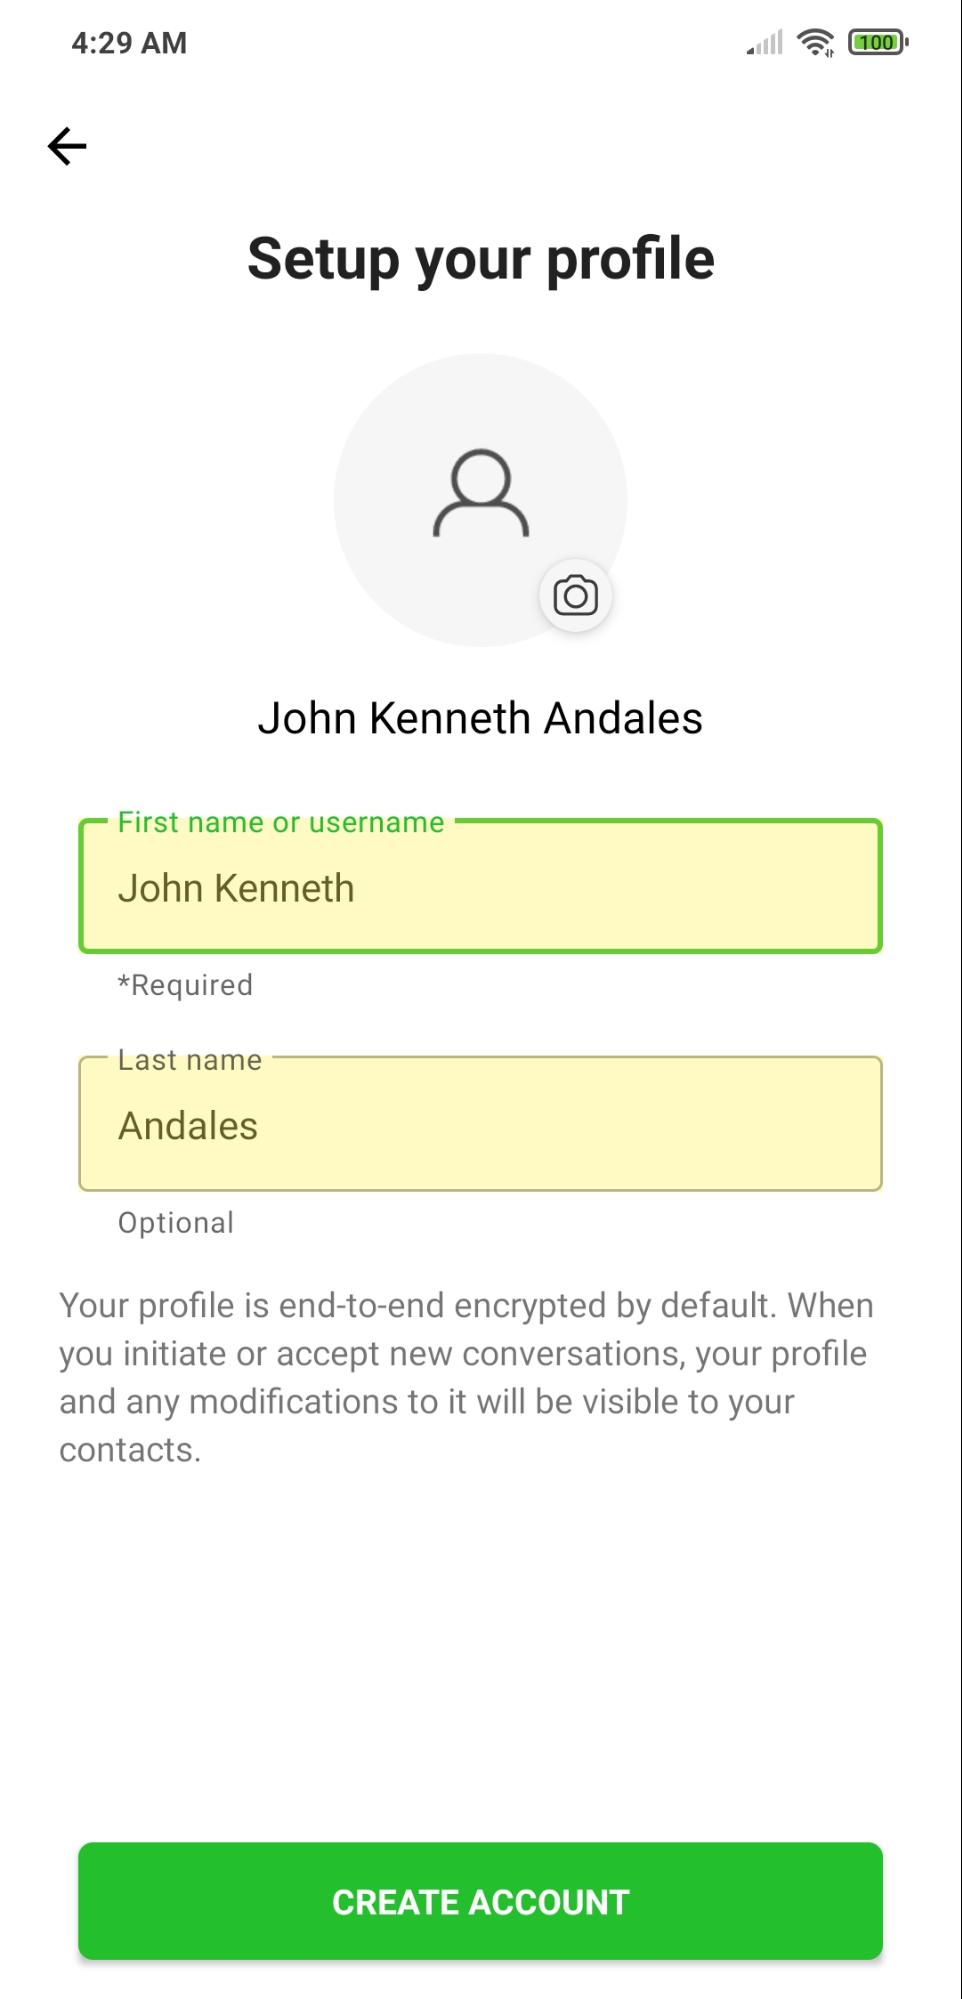 4:29 AM
100
Setup your profile
John Kenneth Andales
First name or username
John Kenneth
*Required
Last name
Andales
Optional
Your profile is end-to-end encrypted by default. When
you initiate or accept new conversations, your profile
and any modifications to it will be visible to your
contacts.
CREATE ACCOUNT